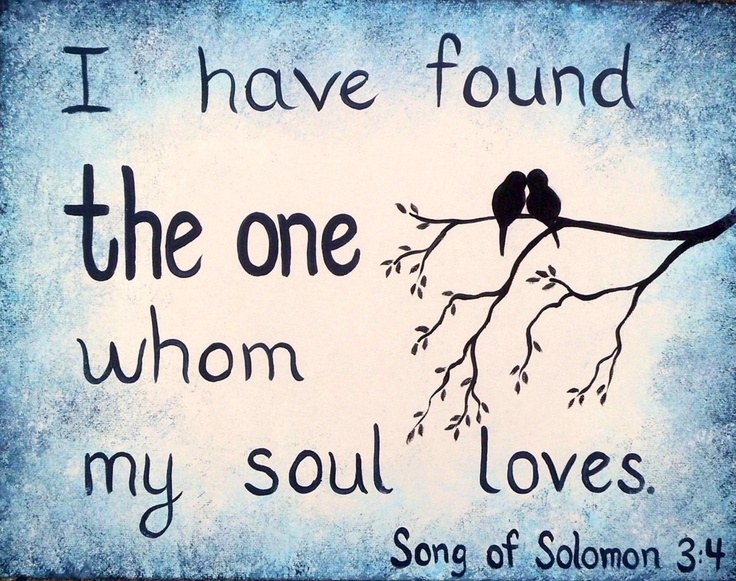 I have found
the one
whom
my soul loves.
Song of Solomon 3:4